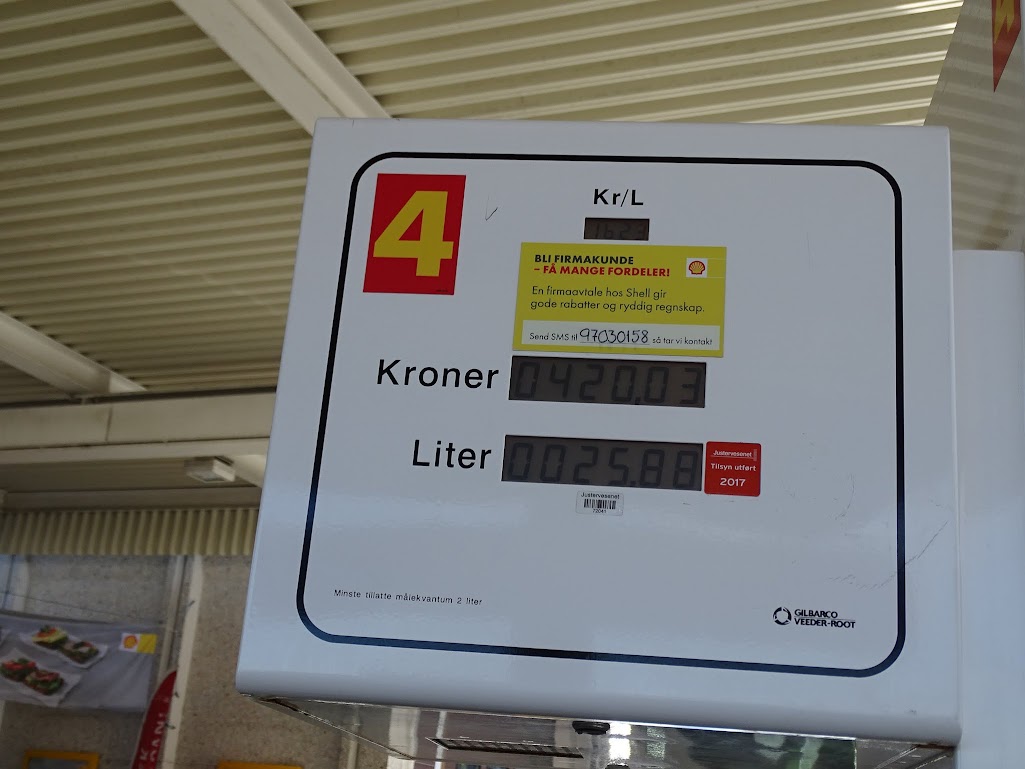 4
Kr/L
16.23
BLI FIRMAKUNDE
– FÅ MANGE FORDELER!
En firmaavtale hos Shell gir
gode rabatter og ryddig regnskap.
Send SMS til 97030158 så tar vi kontakt
Kroner 0420,03
Liter 0025,88
Justervesenet
Tilsyn utført
2017
Justervesenet
72041
Minste tillatte målekvantum 2 liter
GILBARCO
VEEDER-ROOT